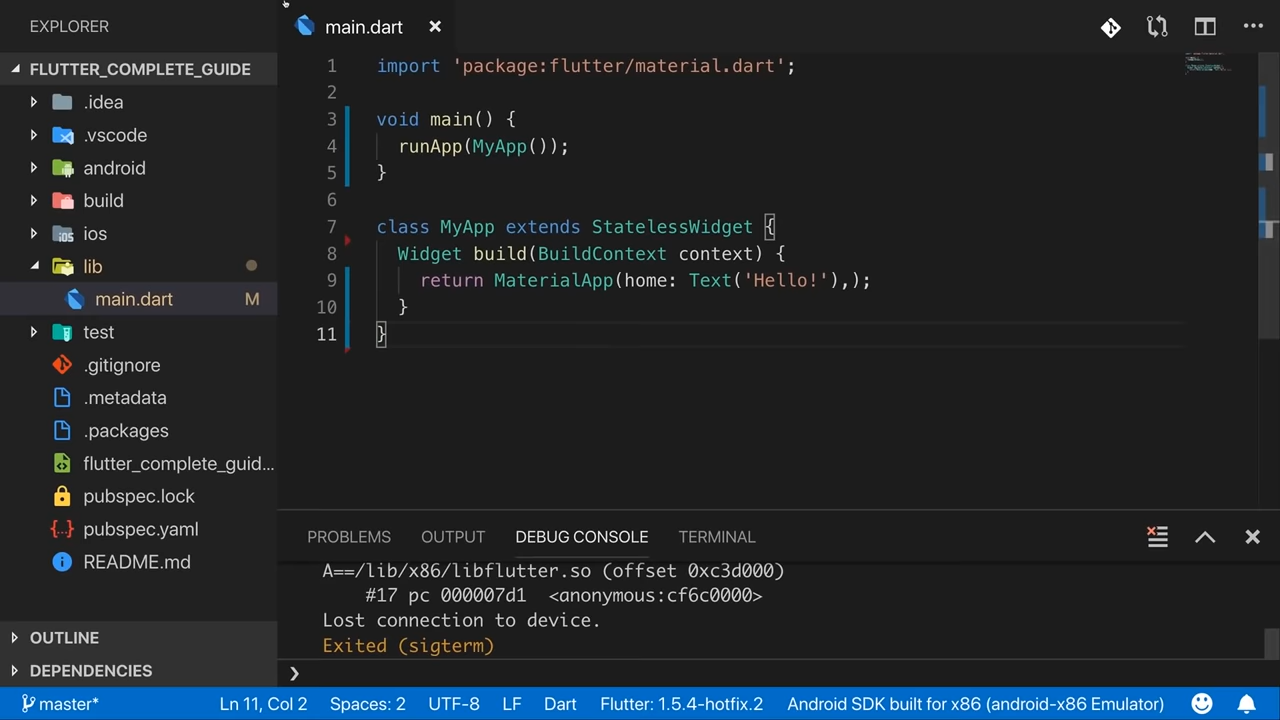 EXPLORER
FLUTTER_COMPLETE_GUIDE
.idea
.vscode
android
build
ios
lib
main.dart M
test
.gitignore
.metadata
.packages
flutter_complete_guid...
pubspec.lock
pubspec.yaml
README.md
OUTLINE
DEPENDENCIES
main.dart
1 import 'package:flutter/material.dart';
2
3 void main() {
4 runApp(MyApp());
5 }
6
7 class MyApp extends StatelessWidget {
8 Widget build(BuildContext context) {
9 return MaterialApp(home: Text('Hello!'),);
10 }
11 }
PROBLEMS OUTPUT DEBUG CONSOLE TERMINAL
A==/lib/x86/libflutter.so (offset 0xc3d000)
#17 pc 000007d1 <anonymous:cf6c0000>
Lost connection to device.
Exited (sigterm)
master* Ln 11, Col 2 Spaces: 2 UTF-8 LF Dart Flutter: 1.5.4-hotfix.2 Android SDK built for x86 (android-x86 Emulator)